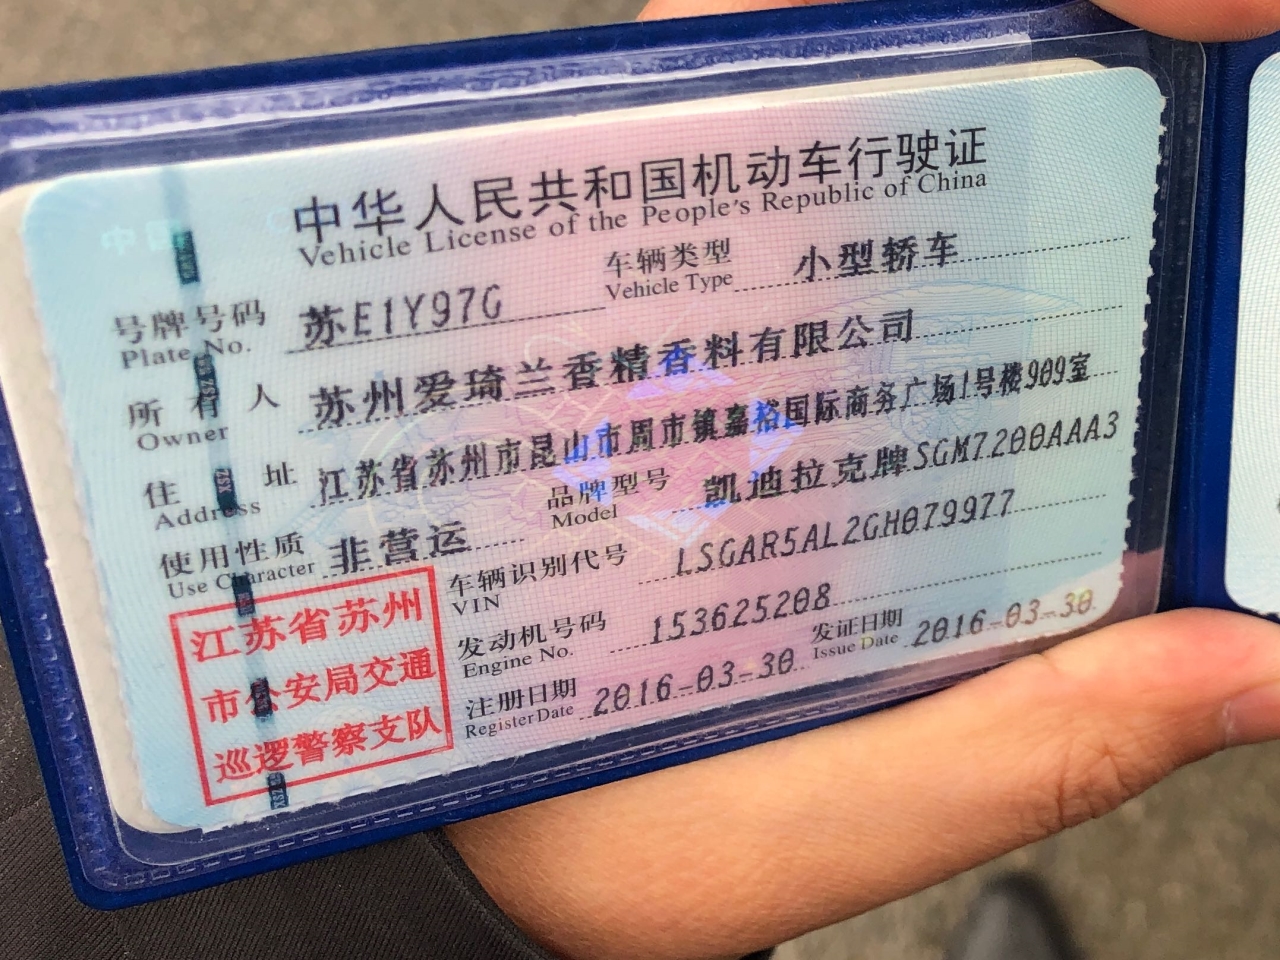 中华人民共和国机动车行驶证
Vehicle License of the People's Republic of China
号牌号码 苏E1Y97G 车辆类型 小型轿车
Plate No. Vehicle Type
所有人 苏州爱琦兰香精香料有限公司
Owner
住址 江苏省苏州市昆山市周市镇嘉裕国际商务广场1号楼909室
Address
使用性质 非营运 品牌型号 凯迪拉克牌SGM7200AAA3
Use Character Model
车辆识别代号 LSGAR5AL2GH079977
VIN
发动机号码 153625208
Engine No.
注册日期 2016-03-30 发证日期 2016-03-30
Register Date Issue Date
江苏省苏州
市公安局交通
巡逻警察支队